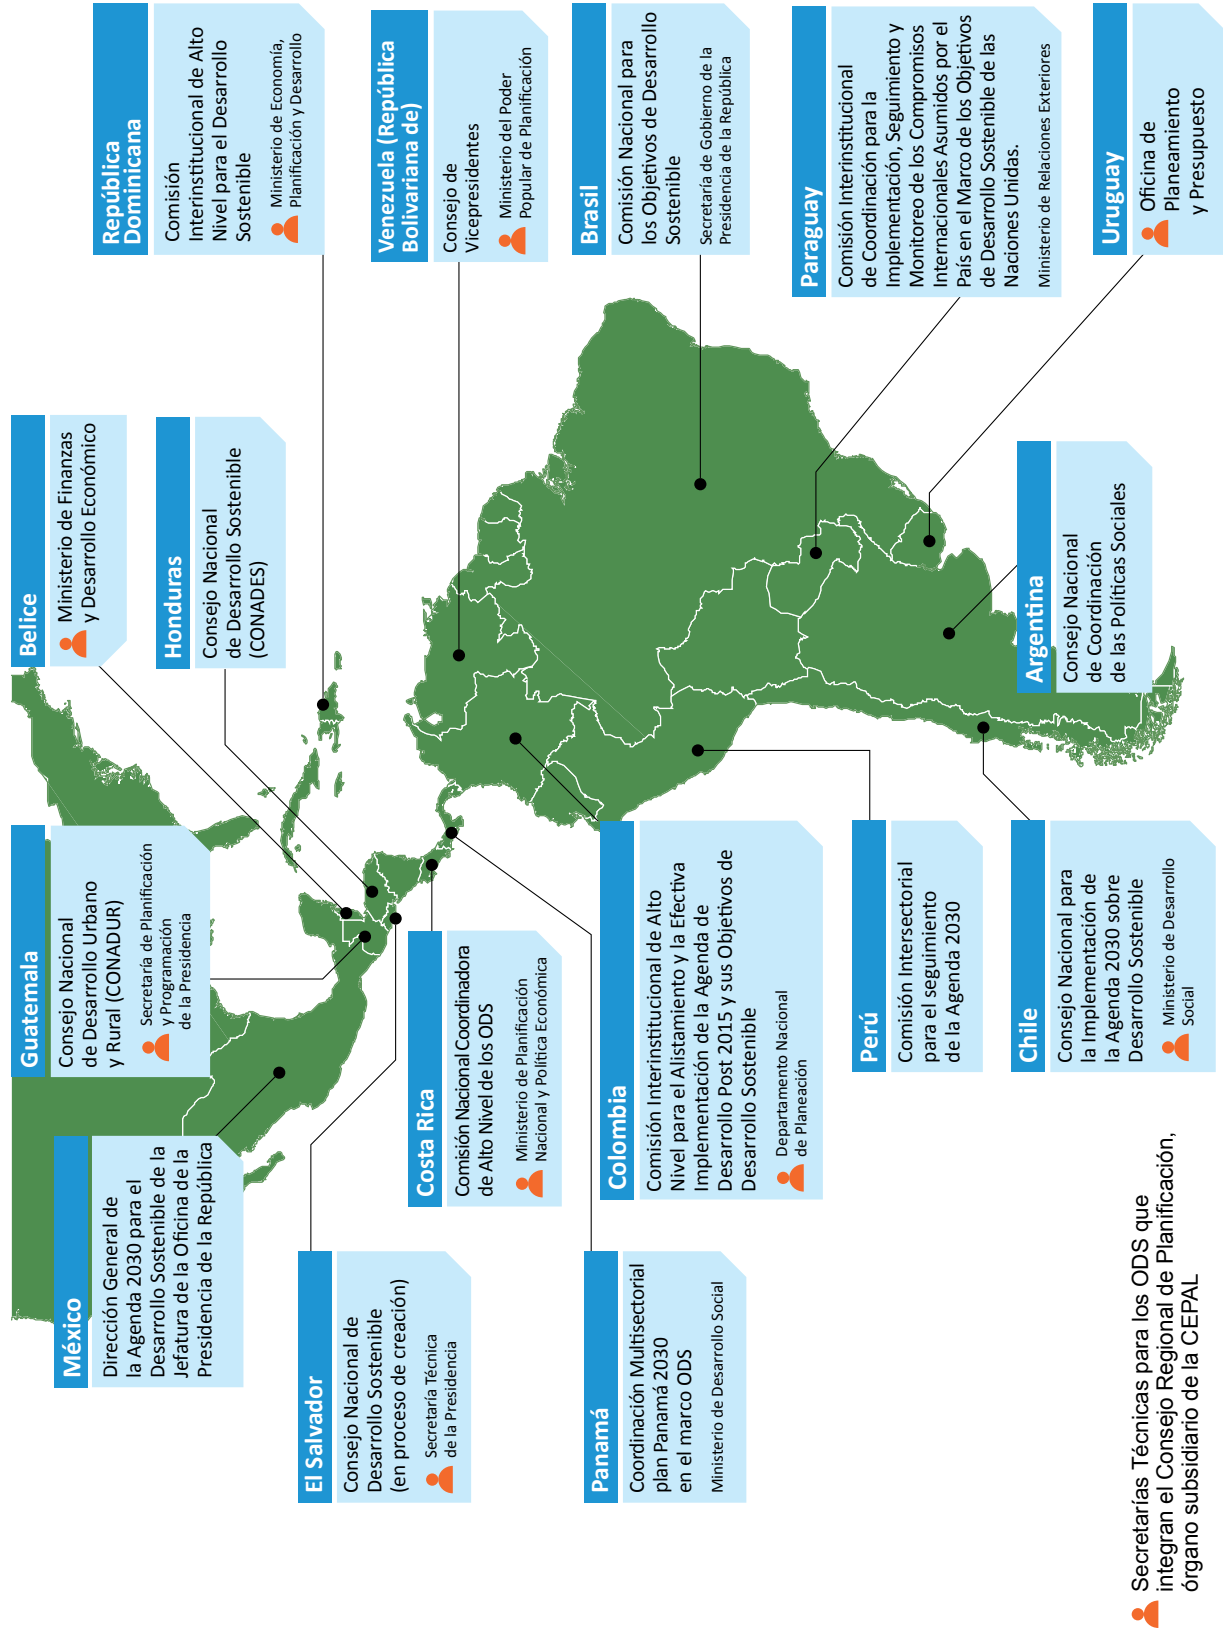 México
Dirección General de
la Agenda 2030 para el
Desarrollo Sostenible de la
Jefatura de la Oficina de la
Presidencia de la República
Guatemala
Consejo Nacional
de Desarrollo Urbano
y Rural (CONADUR)
Secretaría de Planificación
y Programación
de la Presidencia
Belice
Ministerio de Finanzas
y Desarrollo Económico
Honduras
Consejo Nacional
de Desarrollo Sostenible
(CONADES)
República
Dominicana
Comisión
Interinstitucional de Alto
Nivel para el Desarrollo
Sostenible
Ministerio de Economía,
Planificación y Desarrollo
El Salvador
Consejo Nacional de
Desarrollo Sostenible
(en proceso de creación)
Secretaría Técnica
de la Presidencia
Costa Rica
Comisión Nacional Coordinadora
de Alto Nivel de los ODS
Ministerio de Planificación
Nacional y Política Económica
Venezuela (República
Bolivariana de)
Consejo de
Vicepresidentes
Ministerio del Poder
Popular de Planificación
Panamá
Coordinación Multisectorial
plan Panamá 2030
en el marco ODS
Ministerio de Desarrollo Social
Colombia
Comisión Interinstitucional de Alto
Nivel para el Alistamiento y la Efectiva
Implementación de la Agenda de
Desarrollo Post 2015 y sus Objetivos de
Desarrollo Sostenible
Departamento Nacional
de Planeación
Brasil
Comisión Nacional para
los Objetivos de Desarrollo
Sostenible
Secretaría de Gobierno de la
Presidencia de la República
Perú
Comisión Intersectorial
para el seguimiento
de la Agenda 2030
Paraguay
Comisión Interinstitucional
de Coordinación para la
Implementación, Seguimiento y
Monitoreo de los Compromisos
Internacionales Asumidos por el
País en el Marco de los Objetivos
de Desarrollo Sostenible de las
Naciones Unidas.
Ministerio de Relaciones Exteriores
Chile
Consejo Nacional para
la Implementación de
la Agenda 2030 sobre
Desarrollo Sostenible
Ministerio de Desarrollo
Social
Argentina
Consejo Nacional
de Coordinación
de las Políticas Sociales
Uruguay
Oficina de
Planeamiento
y Presupuesto
Secretarías Técnicas para los ODS que
integran el Consejo Regional de Planificación,
órgano subsidiario de la CEPAL